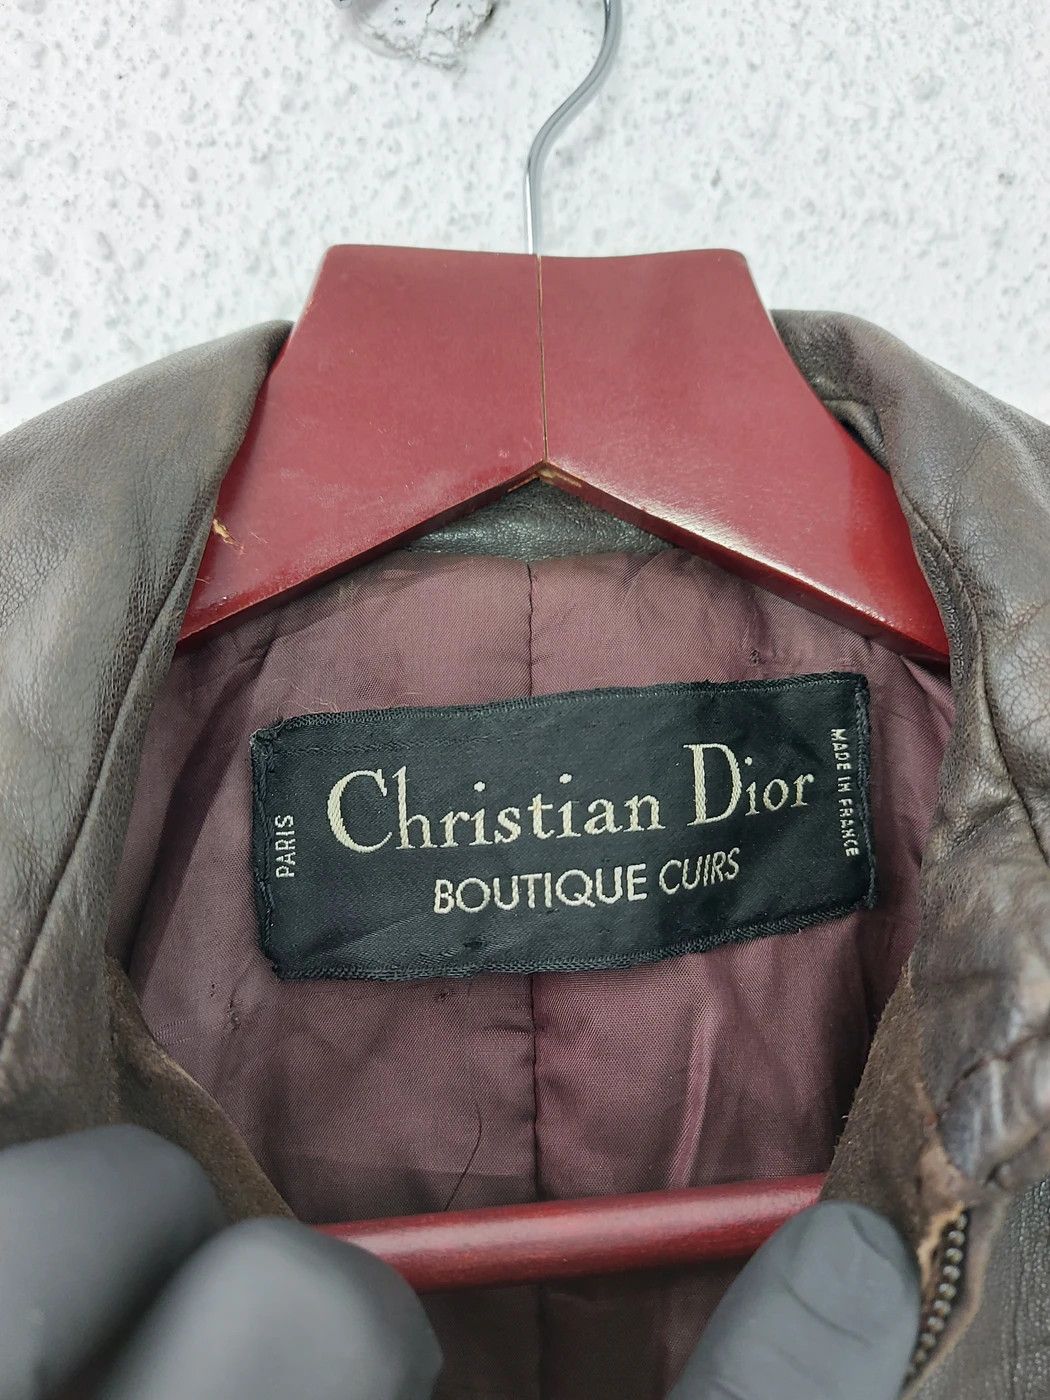 PARIS
Christian Dior
BOUTIQUE CUIRS
MADE IN FRANCE